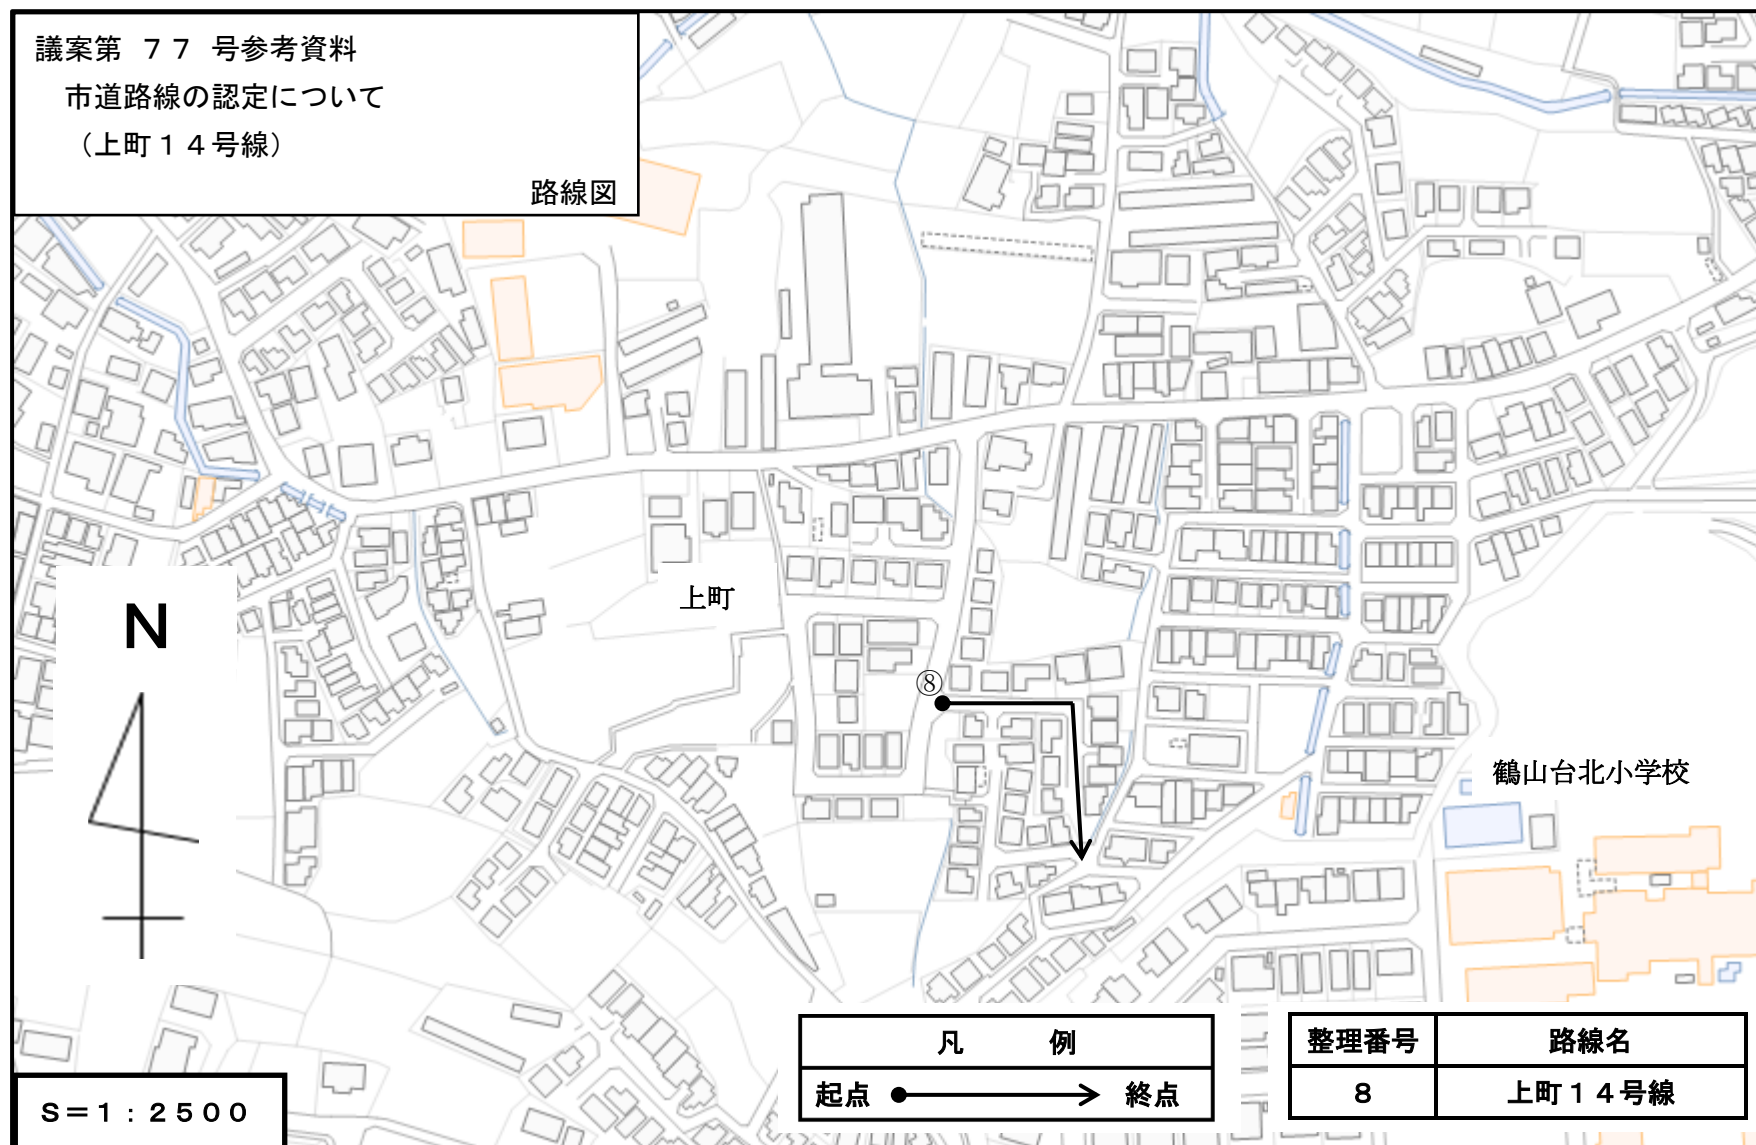 議案第 ７７ 号参考資料
市道路線の認定について
（上町１４号線）
路線図
N
上町
⑧
鶴山台北小学校
凡 例
起点 終点
整理番号 路線名
８ 上町１４号線
Ｓ＝１：２５００